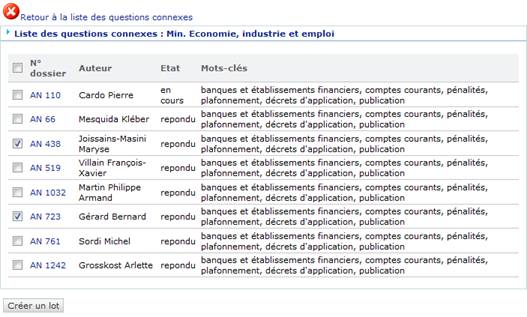 Retour à la liste des questions connexes
Liste des questions connexes : Min. Economie, industrie et emploi
N° dossier Auteur Etat Mots-clés
AN 110 Cardo Pierre en cours banques et établissements financiers, comptes courants, pénalités, plafonnement, décrets d'application, publication
AN 66 Mesquida Kléber repondu banques et établissements financiers, comptes courants, pénalités, plafonnement, décrets d'application, publication
AN 438 Joissains-Masini Maryse repondu banques et établissements financiers, comptes courants, pénalités, plafonnement, décrets d'application, publication
AN 519 Villain François-Xavier repondu banques et établissements financiers, comptes courants, pénalités, plafonnement, décrets d'application, publication
AN 1032 Martin Philippe Armand repondu banques et établissements financiers, comptes courants, pénalités, plafonnement, décrets d'application, publication
AN 723 Gérard Bernard repondu banques et établissements financiers, comptes courants, pénalités, plafonnement, décrets d'application, publication
AN 761 Sordi Michel repondu banques et établissements financiers, comptes courants, pénalités, plafonnement, décrets d'application, publication
AN 1242 Grosskost Arlette repondu banques et établissements financiers, comptes courants, pénalités, plafonnement, décrets d'application, publication
Créer un lot